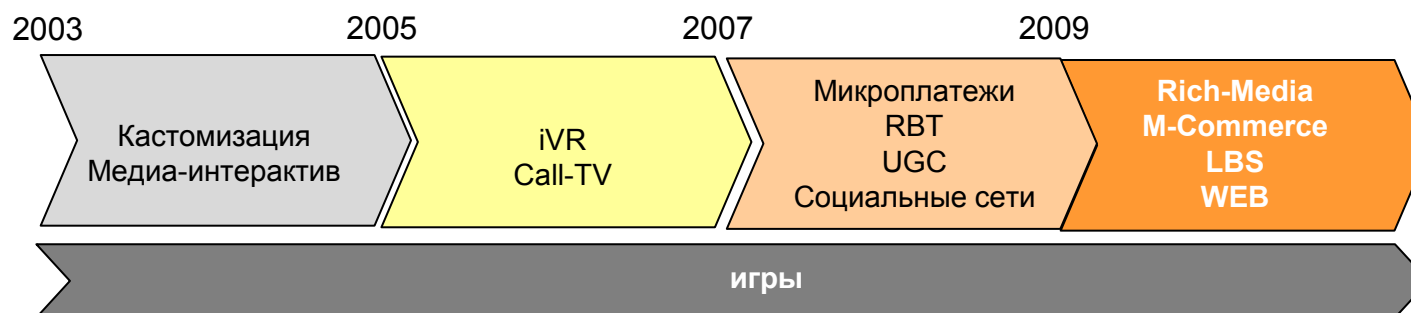 2003
2005
2007
2009
Кастомизация
Медиа-интерактив
iVR
Call-TV
Микроплатежи
RBT
UGC
Социальные сети
Rich-Media
M-Commerce
LBS
WEB
игры